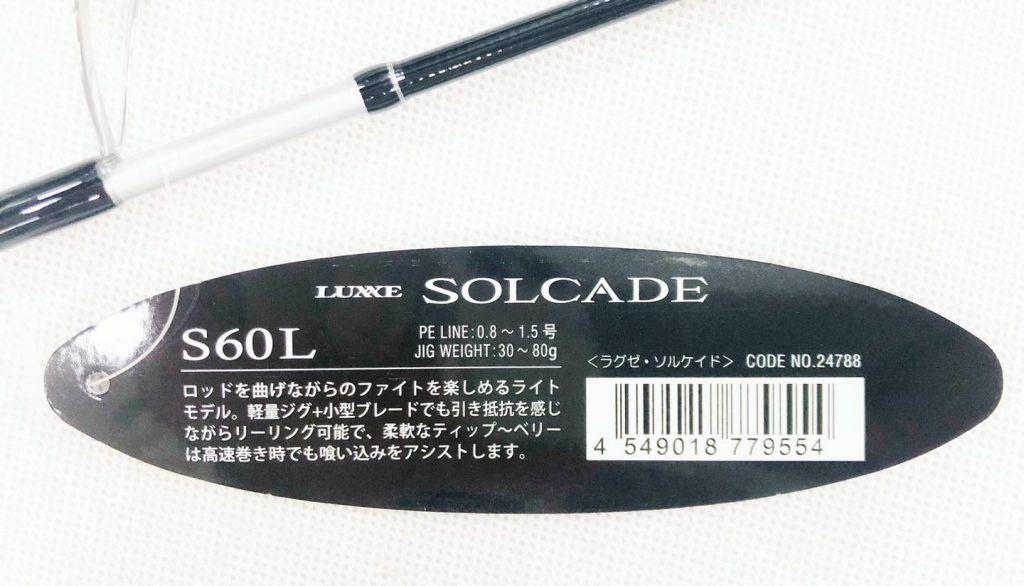 LUXXE SOLCADE
S60L
PE LINE:0.8〜1.5号
JIG WEIGHT:30〜80g
ロッドを曲げながらのファイトを楽しめるライト
モデル。軽量ジグ+小型ブレードでも引き抵抗を感じ
ながらリーリング可能で、柔軟なティップ〜ベリー
は高速巻き時でも喰い込みをアシストします。
<ラグゼ・ソルケイド> CODE NO.24788
4 549018 779554